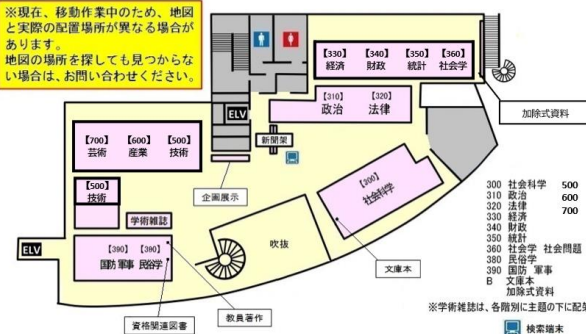 ※現在、移動作業中のため、地図
と実際の配置場所が異なる場合が
あります。
地図の場所を探しても見つからな
い場合は、お問い合わせください。
【330】 【340】 【350】 【360】
経済 財政 統計 社会学
【310】 【320】
政治 法律
加除式資料
ELV
新聞架
【700】 【600】 【500】
芸術 産業 技術
企画展示
【300】
社会科学
【500】
技術
学術雑誌
300 社会科学 500
310 政治 600
320 法律 700
330 経済
340 財政
350 統計
360 社会学 社会問題
380 民俗学
390 国防 軍事
B 文庫本
加除式資料
吹抜
ELV
【390】 【380】
国防軍事 民俗学
文庫本
※学術雑誌は、各階別に主題の下に配
教員著作
資格関連図書
検索端末